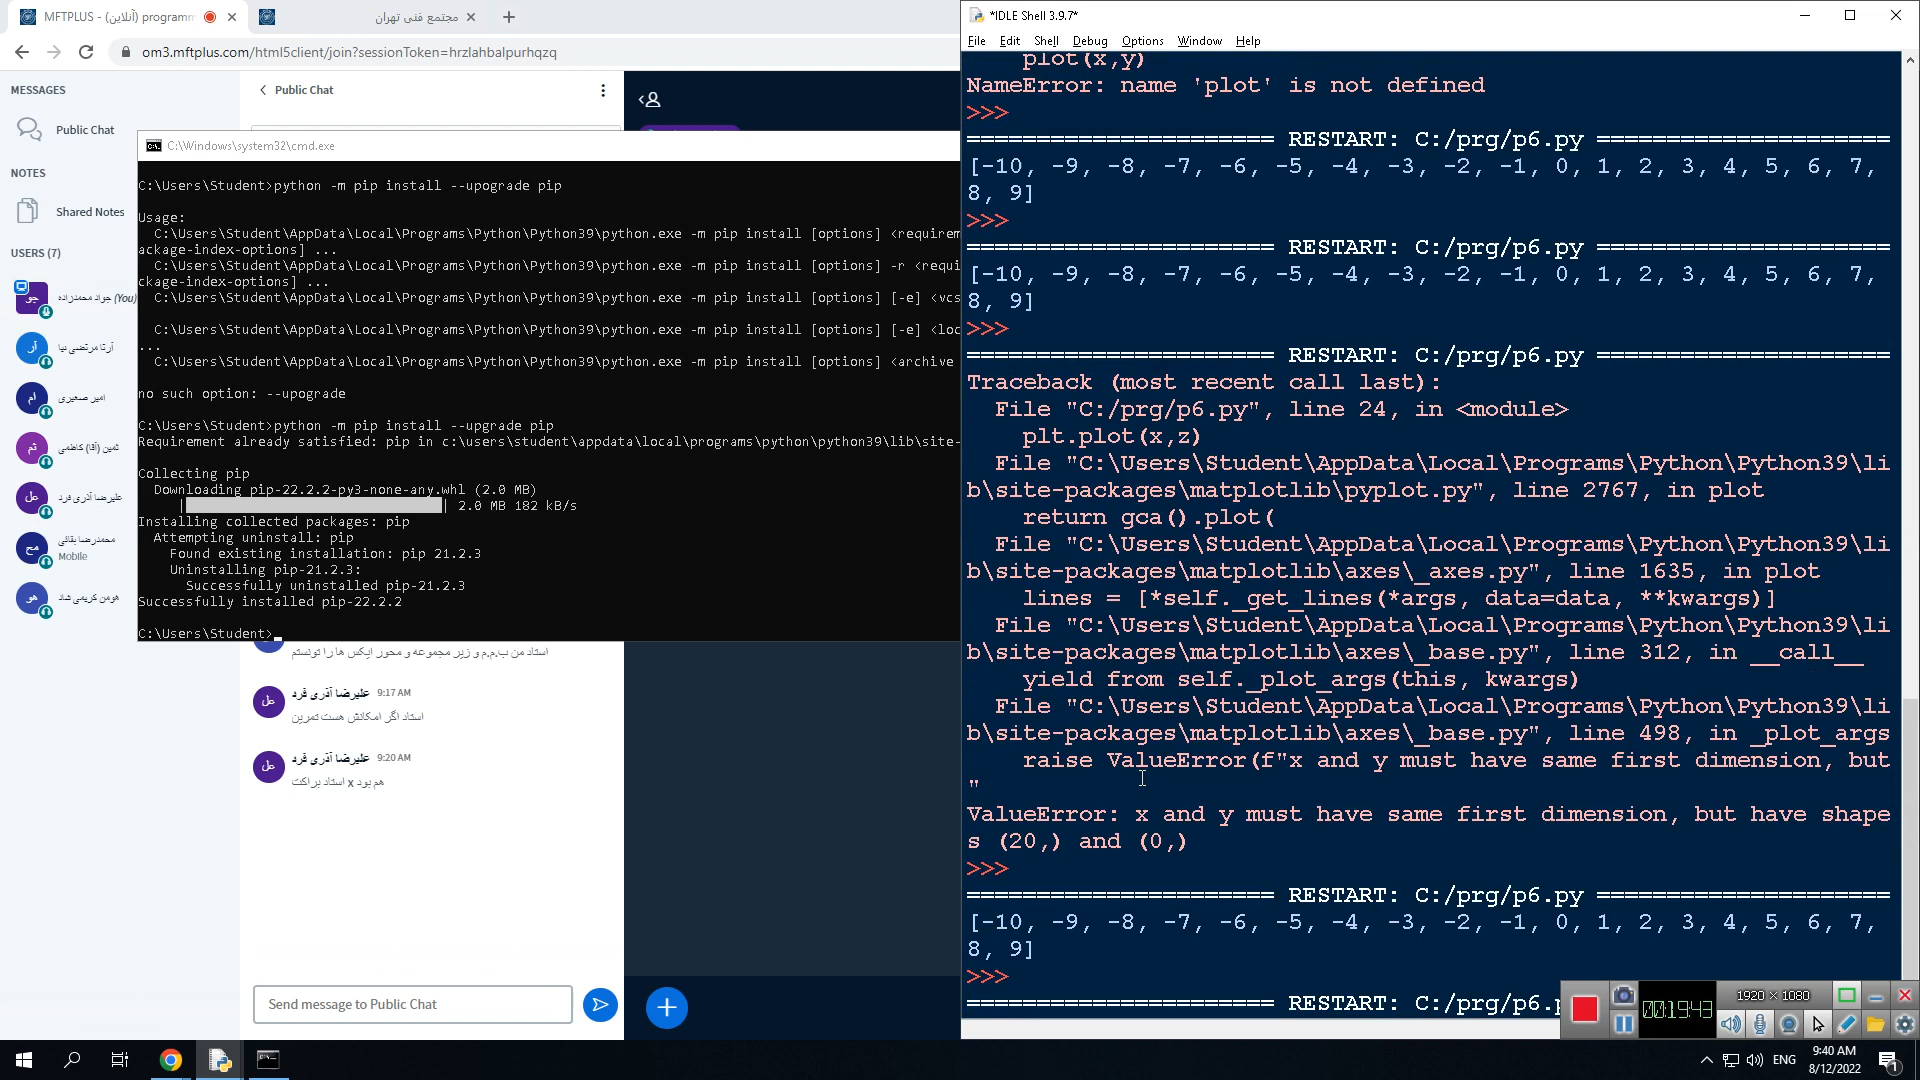 MFTPLUS - (آنلاین) programm
مجتمع فنی تهران
om3.mftplus.com/html5client/join?sessionToken=hrzlahbalpurhqzq
MESSAGES
Public Chat
NOTES
Shared Notes
USERS (7)
جو
جواد محمدزاده (You)
آر
آرتا مرتضی نیا
ام
امیر صغیری
ثم
ثمین (آقا) کاظمی
عل
علیرضا آذری فرد
مح
محمدرضا بقائی
Mobile
هو
هومن کریمی شاد
Public Chat
C:\Windows\system32\cmd.exe
C:\Users\Student>python -m pip install --upograde pip
Usage:
C:\Users\Student\AppData\Local\Programs\Python\Python39\python.exe -m pip install [options] <requirem
ackage-index-options] ...
C:\Users\Student\AppData\Local\Programs\Python\Python39\python.exe -m pip install [options] -r <requi
ckage-index-options] ...
C:\Users\Student\AppData\Local\Programs\Python\Python39\python.exe -m pip install [options] [-e] <vcs
C:\Users\Student\AppData\Local\Programs\Python\Python39\python.exe -m pip install [options] [-e] <loc
...
C:\Users\Student\AppData\Local\Programs\Python\Python39\python.exe -m pip install [options] <archive
no such option: --upograde
C:\Users\Student>python -m pip install --upgrade pip
Requirement already satisfied: pip in c:\users\student\appdata\local\programs\python\python39\lib\site-
Collecting pip
Downloading pip-22.2.2-py3-none-any.whl (2.0 MB)
| | 2.0 MB 182 kB/s
Installing collected packages: pip
Attempting uninstall: pip
Found existing installation: pip 21.2.3
Uninstalling pip-21.2.3:
Successfully uninstalled pip-21.2.3
Successfully installed pip-22.2.2
C:\Users\Student>
استاد من ب.م.م و زیر مجموعه و محور ایکس ها را تونستم
عل
علیرضا آذری فرد 9:17 AM
استاد اگر امکانش هست تمرین
عل
علیرضا آذری فرد 9:20 AM
هم بود x استاد براکت
Send message to Public Chat
*IDLE Shell 3.9.7*
File Edit Shell Debug Options Window Help
plot(x,y)
NameError: name 'plot' is not defined
>>>
====================== RESTART: C:/prg/p6.py =====================
[-10, -9, -8, -7, -6, -5, -4, -3, -2, -1, 0, 1, 2, 3, 4, 5, 6, 7,
8, 9]
>>>
====================== RESTART: C:/prg/p6.py =====================
[-10, -9, -8, -7, -6, -5, -4, -3, -2, -1, 0, 1, 2, 3, 4, 5, 6, 7,
8, 9]
>>>
====================== RESTART: C:/prg/p6.py =====================
Traceback (most recent call last):
File "C:/prg/p6.py", line 24, in <module>
plt.plot(x,z)
File "C:\Users\Student\AppData\Local\Programs\Python\Python39\li
b\site-packages\matplotlib\pyplot.py", line 2767, in plot
return gca().plot(
File "C:\Users\Student\AppData\Local\Programs\Python\Python39\li
b\site-packages\matplotlib\axes\_axes.py", line 1635, in plot
lines = [*self._get_lines(*args, data=data, **kwargs)]
File "C:\Users\Student\AppData\Local\Programs\Python\Python39\li
b\site-packages\matplotlib\axes\_base.py", line 312, in __call__
yield from self._plot_args(this, kwargs)
File "C:\Users\Student\AppData\Local\Programs\Python\Python39\li
b\site-packages\matplotlib\axes\_base.py", line 498, in _plot_args
raise ValueError(f"x and y must have same first dimension, but
"
ValueError: x and y must have same first dimension, but have shape
s (20,) and (0,)
>>>
====================== RESTART: C:/prg/p6.py =====================
[-10, -9, -8, -7, -6, -5, -4, -3, -2, -1, 0, 1, 2, 3, 4, 5, 6, 7,
8, 9]
>>>
====================== RESTART: C:/prg/p6.p
00:19:43
1920 × 1080
ENG
9:40 AM
8/12/2022
1